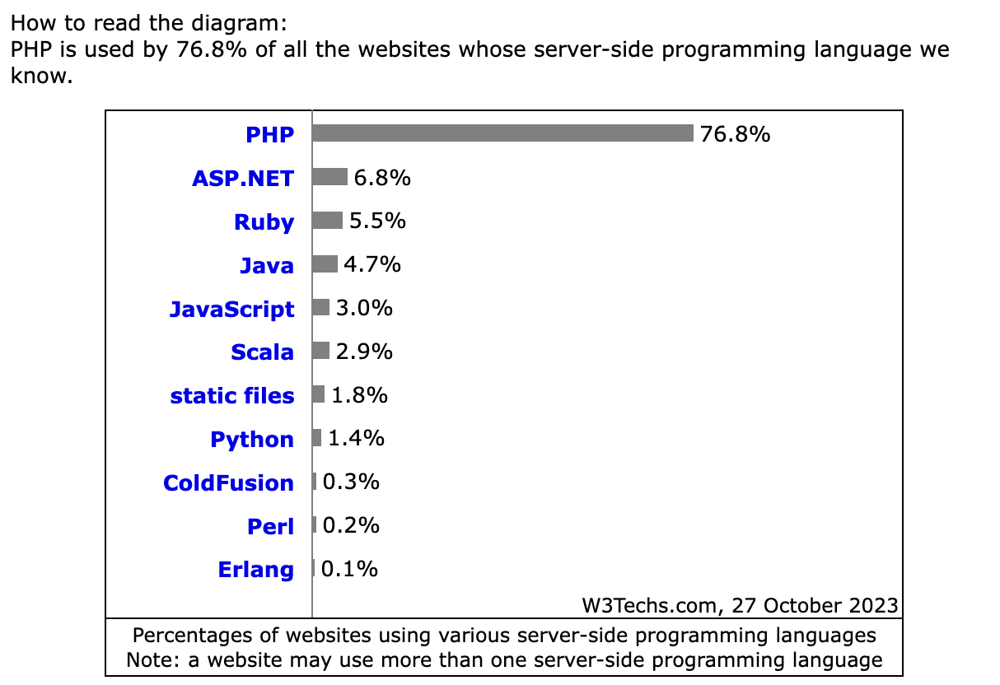 How to read the diagram:
PHP is used by 76.8% of all the websites whose server-side programming language we
know.
PHP 76.8%
ASP.NET 6.8%
Ruby 5.5%
Java 4.7%
JavaScript 3.0%
Scala 2.9%
static files 1.8%
Python 1.4%
ColdFusion 0.3%
Perl 0.2%
Erlang 0.1%
W3Techs.com, 27 October 2023
Percentages of websites using various server-side programming languages
Note: a website may use more than one server-side programming language